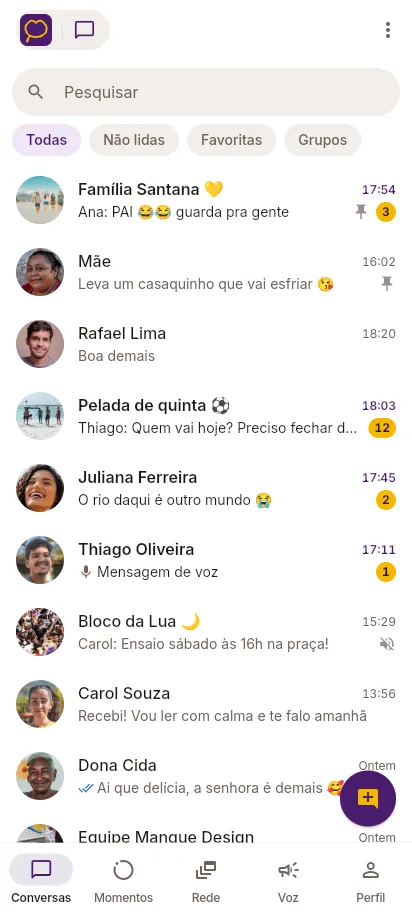 Pesquisar
Todas
Não lidas
Favoritas
Grupos
Família Santana 💛
17:54
Ana: PAI 😂😂 guarda pra gente
3
Mãe
16:02
Leva um casaquinho que vai esfriar 😘
Rafael Lima
18:20
Boa demais
Pelada de quinta ⚽
18:03
Thiago: Quem vai hoje? Preciso fechar d...
12
Juliana Ferreira
17:45
O rio daqui é outro mundo 😭
2
Thiago Oliveira
17:11
Mensagem de voz
1
Bloco da Lua 🌙
15:29
Carol: Ensaio sábado às 16h na praça!
Carol Souza
13:56
Recebi! Vou ler com calma e te falo amanhã
Dona Cida
Ontem
Ai que delícia, a senhora é demais 🥰
Equipe Mangue Design
Ontem
Conversas
Momentos
Rede
Voz
Perfil